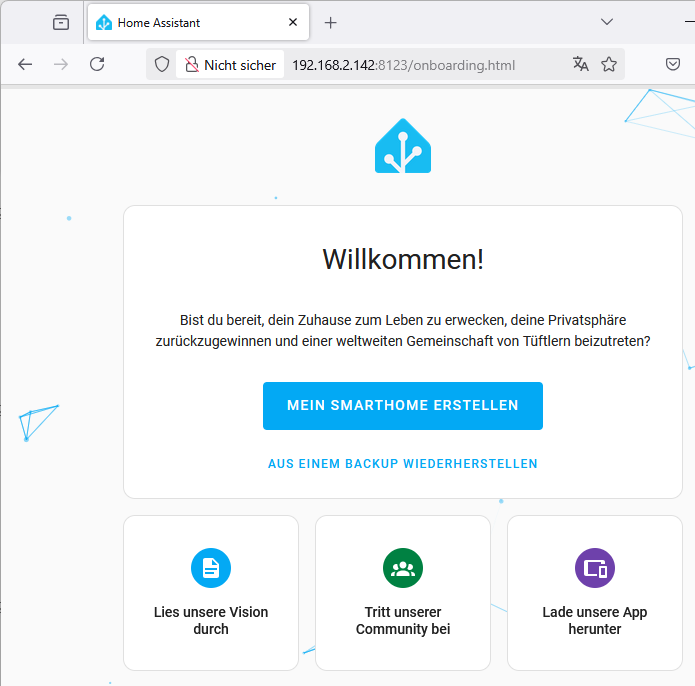 Home Assistant
Nicht sicher 192.168.2.142:8123/onboarding.html
Willkommen!
Bist du bereit, dein Zuhause zum Leben zu erwecken, deine Privatsphäre
zurückzugewinnen und einer weltweiten Gemeinschaft von Tüftlern beizutreten?
MEIN SMARTHOME ERSTELLEN
AUS EINEM BACKUP WIEDERHERSTELLEN
Lies unsere Vision
durch
Tritt unserer
Community bei
Lade unsere App
herunter